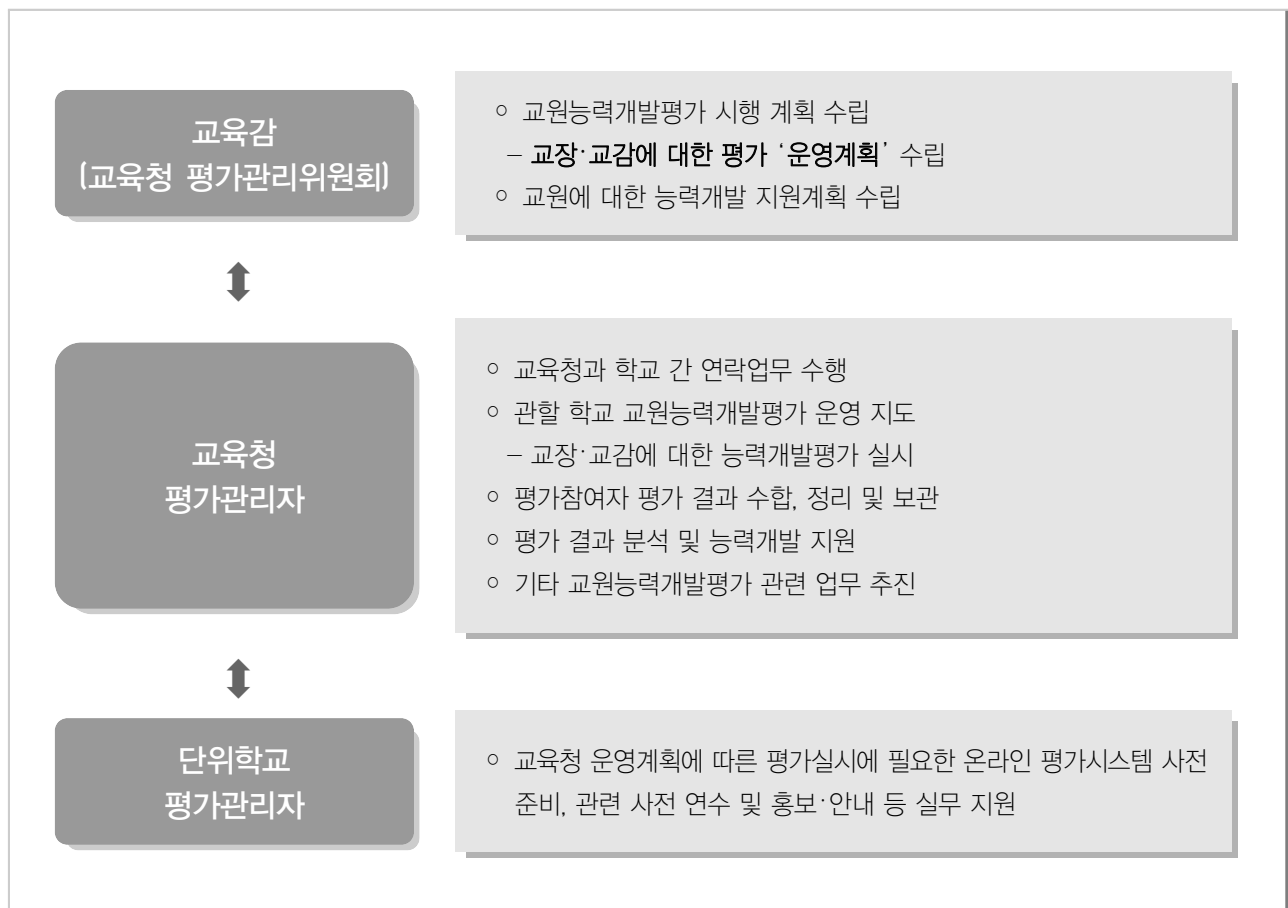 교육감
(교육청 평가관리위원회)
○ 교원능력개발평가 시행 계획 수립
– 교장·교감에 대한 평가 ‘운영계획’ 수립
○ 교원에 대한 능력개발 지원계획 수립
교육청
평가관리자
○ 교육청과 학교 간 연락업무 수행
○ 관할 학교 교원능력개발평가 운영 지도
– 교장·교감에 대한 능력개발평가 실시
○ 평가참여자 평가 결과 수합, 정리 및 보관
○ 평가 결과 분석 및 능력개발 지원
○ 기타 교원능력개발평가 관련 업무 추진
단위학교
평가관리자
○ 교육청 운영계획에 따른 평가실시에 필요한 온라인 평가시스템 사전
준비, 관련 사전 연수 및 홍보·안내 등 실무 지원